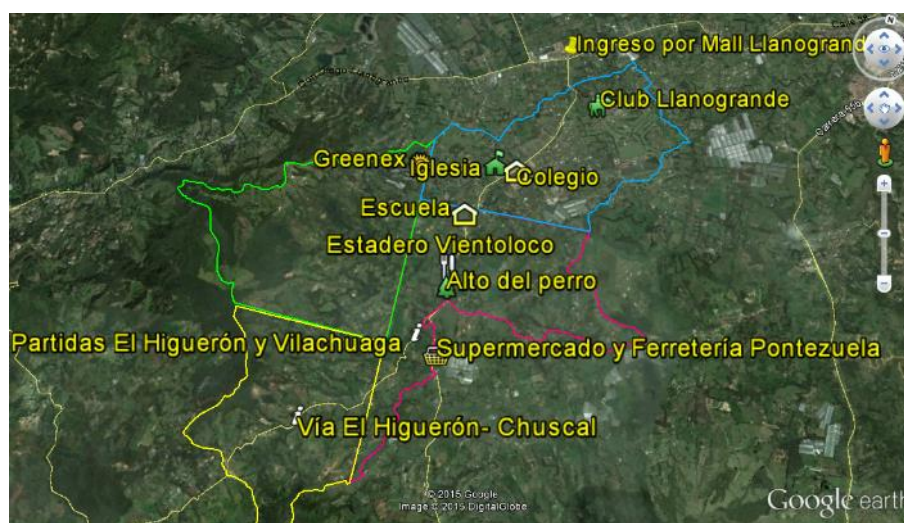 Ingreso por Mall Llanogrand
Club Llanogrande
Greenex
Iglesia
Colegio
Escuela
Estadero Vientoloco
Alto del perro
Partidas El Higuerón y Vilachuaga
Supermercado y Ferretería Pontezuela
Vía El Higuerón- Chuscal
© 2015 Google
Image © 2015 DigitalGlobe
Google earth